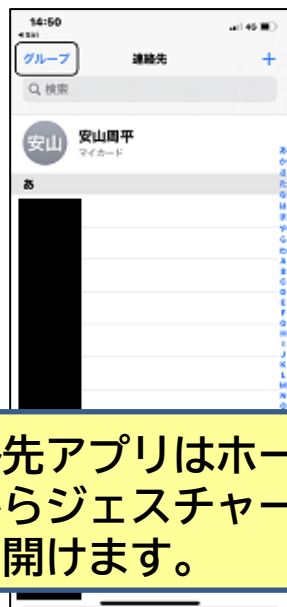 14:50
4G
グループ
連絡先
+
検索
安山
安山周平
マイカード
あ
先アプリはホー
らジェスチャー
開けます。